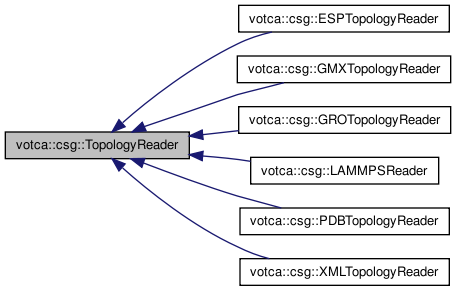 votca::csg::ESPTopologyReader
votca::csg::GMXTopologyReader
votca::csg::GROTopologyReader
votca::csg::TopologyReader
votca::csg::LAMMPSReader
votca::csg::PDBTopologyReader
votca::csg::XMLTopologyReader